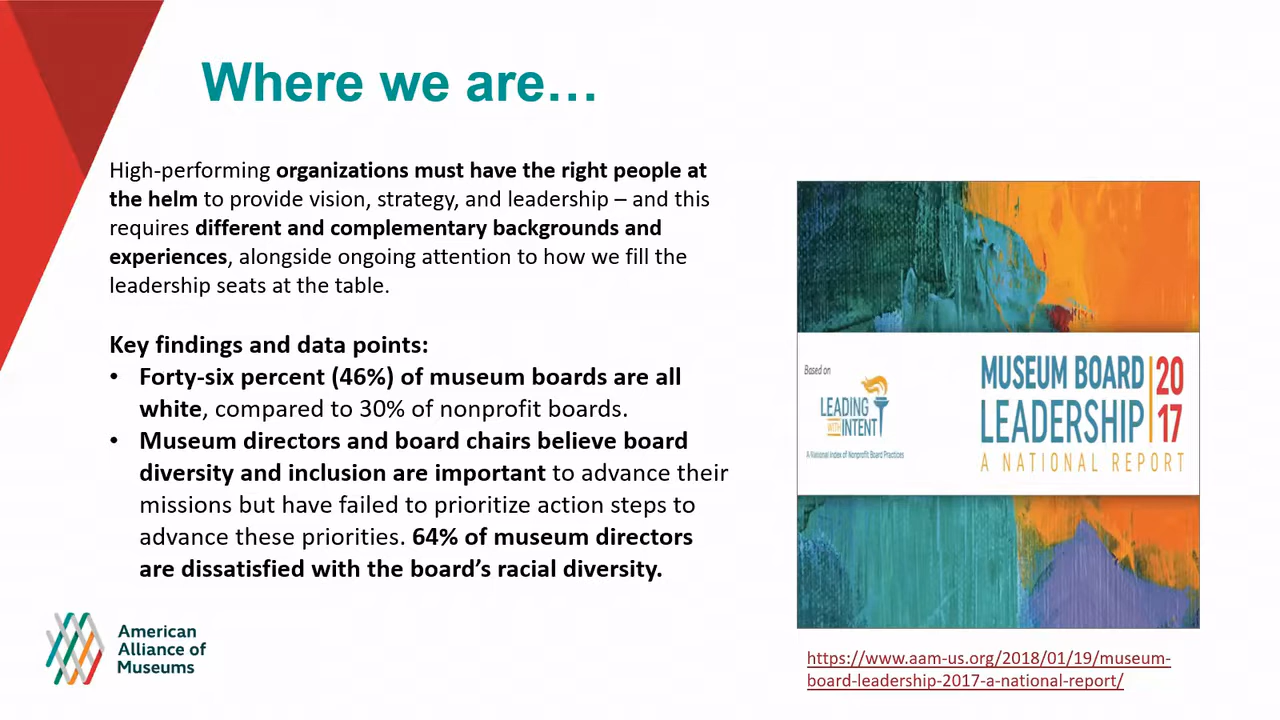 Where we are…
High-performing organizations must have the right people at
the helm to provide vision, strategy, and leadership – and this
requires different and complementary backgrounds and
experiences, alongside ongoing attention to how we fill the
leadership seats at the table.
Key findings and data points:
• Forty-six percent (46%) of museum boards are all
white, compared to 30% of nonprofit boards.
• Museum directors and board chairs believe board
diversity and inclusion are important to advance their
missions but have failed to prioritize action steps to
advance these priorities. 64% of museum directors
are dissatisfied with the board’s racial diversity.
American
Alliance of
Museums
Based on
LEADING
WITH INTENT
A National Index of Nonprofit Board Practices
MUSEUM BOARD
LEADERSHIP
20
17
A NATIONAL REPORT
https://www.aam-us.org/2018/01/19/museum-
board-leadership-2017-a-national-report/